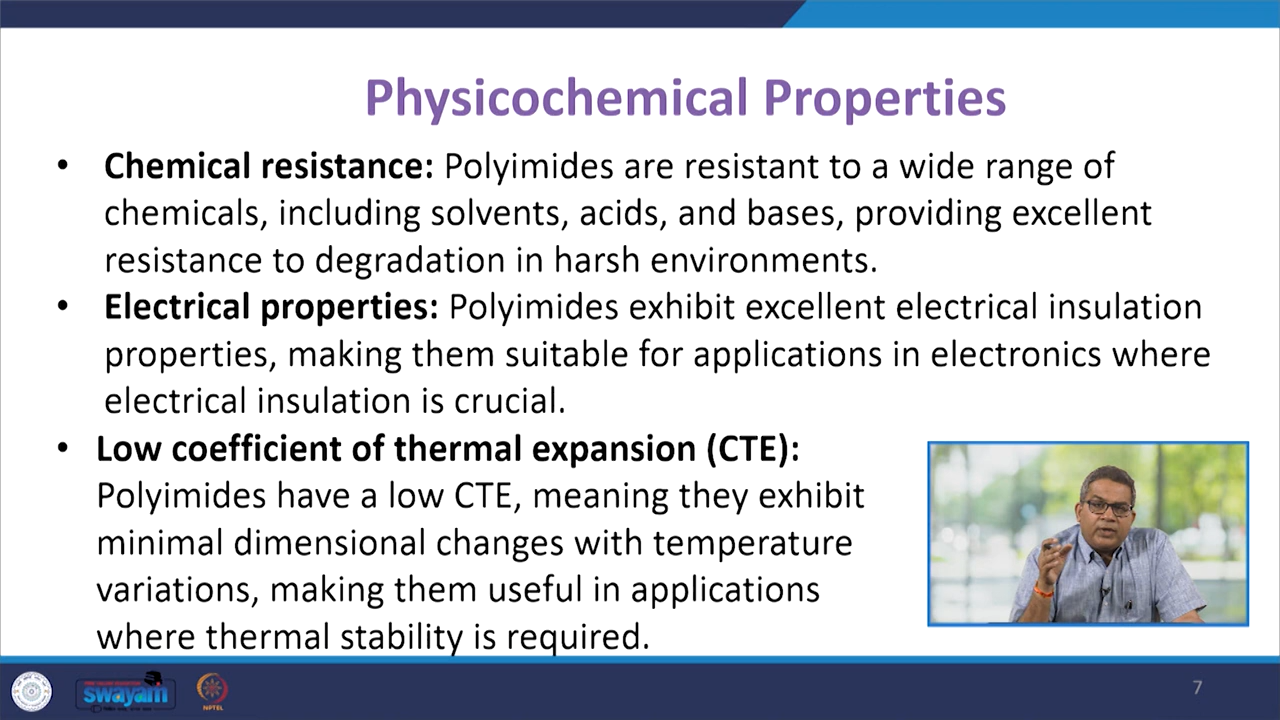 Physicochemical Properties
• Chemical resistance: Polyimides are resistant to a wide range of
chemicals, including solvents, acids, and bases, providing excellent
resistance to degradation in harsh environments.
• Electrical properties: Polyimides exhibit excellent electrical insulation
properties, making them suitable for applications in electronics where
electrical insulation is crucial.
• Low coefficient of thermal expansion (CTE):
Polyimides have a low CTE, meaning they exhibit
minimal dimensional changes with temperature
variations, making them useful in applications
where thermal stability is required.
swayam
NPTEL
7